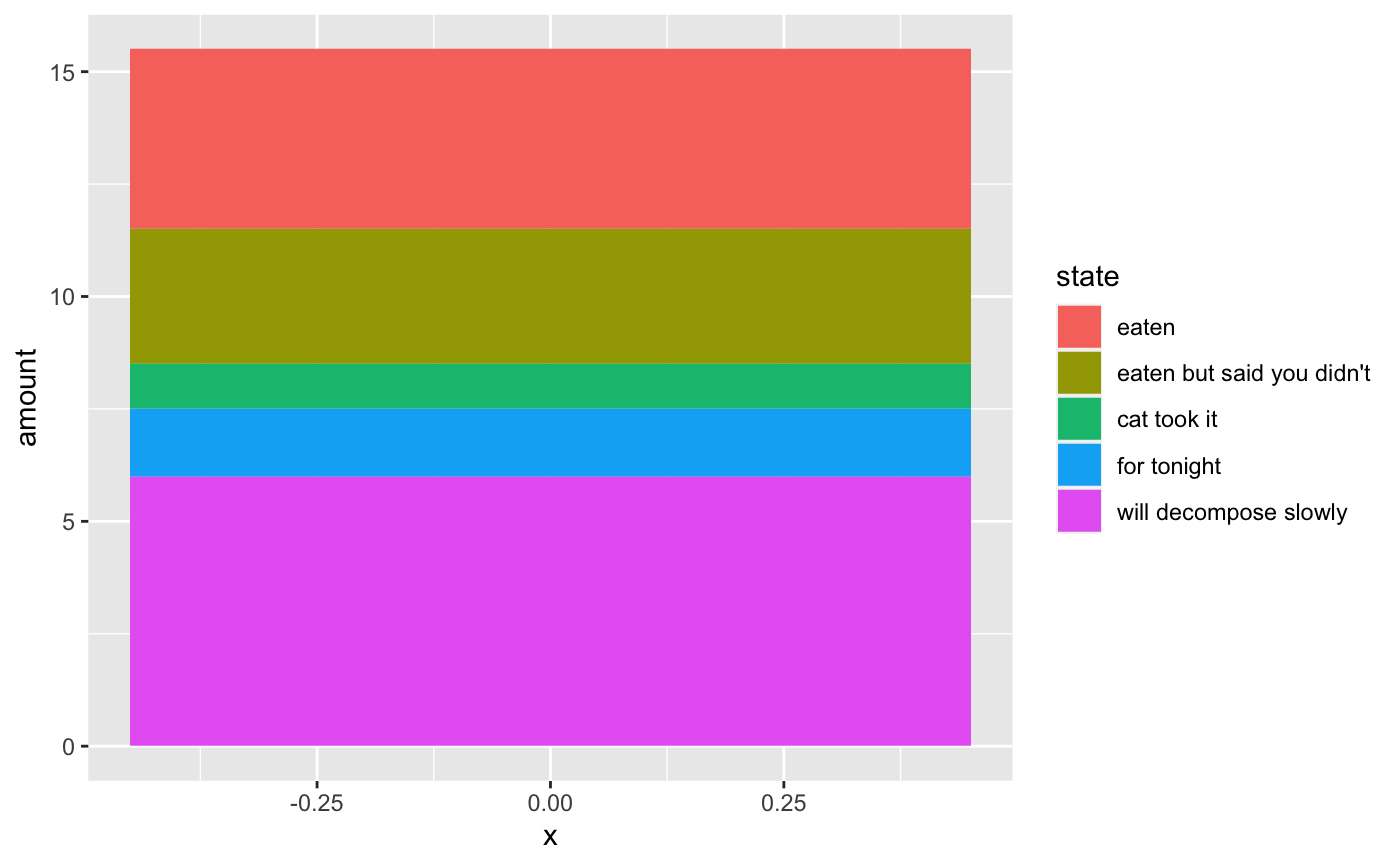 15
10
5
0
amount
-0.25
0.00
0.25
x
state
eaten
eaten but said you didn't
cat took it
for tonight
will decompose slowly